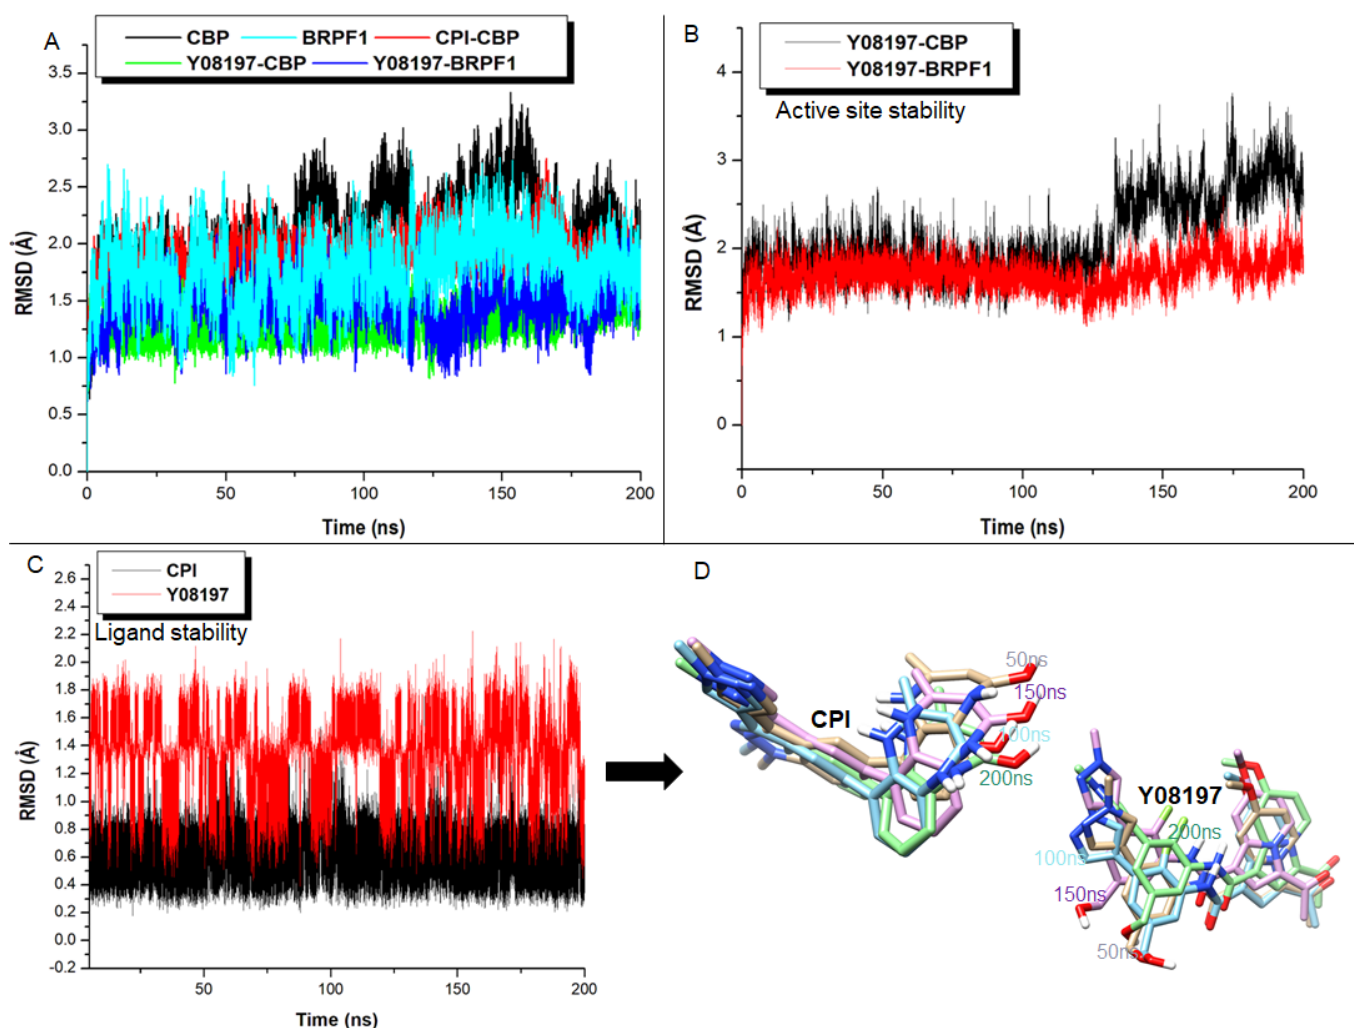 A
CBP BRPF1 CPI-CBP
Y08197-CBP Y08197-BRPF1
3.5
3.0
2.5
2.0
1.5
1.0
0.5
0.0
RMSD (Å)
0 50 100 150 200
Time (ns)
B
Y08197-CBP
Y08197-BRPF1
Active site stability
4
3
2
1
0
RMSD (Å)
0 50 100 150 200
Time (ns)
C
CPI
Y08197
Ligand stability
2.6
2.4
2.2
2.0
1.8
1.6
1.4
1.2
1.0
0.8
0.6
0.4
0.2
0.0
-0.2
RMSD (Å)
50 100 150 200
Time (ns)
D
50ns
150ns
CPI
100ns
200ns
Y08197
200ns
100ns
150ns
50ns